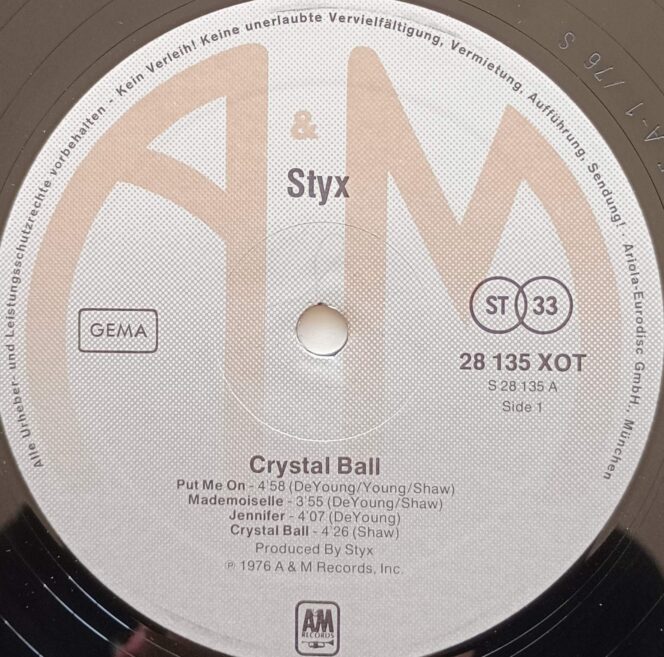 Alle Urheber- und Leistungsschutzrechte vorbehalten - Kein Verleih! Keine unerlaubte Vervielfältigung, Vermietung, Aufführung, Sendung! · Ariola-Eurodisc GmbH., München
A & M
Styx
GEMA
ST 33
28 135 XOT
S 28 135 A
Side 1
Crystal Ball
Put Me On - 4'58 (DeYoung/Young/Shaw)
Mademoiselle - 3'55 (DeYoung/Shaw)
Jennifer - 4'07 (DeYoung)
Crystal Ball - 4'26 (Shaw)
Produced By Styx
℗ 1976 A & M Records, Inc.
AM
RECORDS
A-1 /76 S